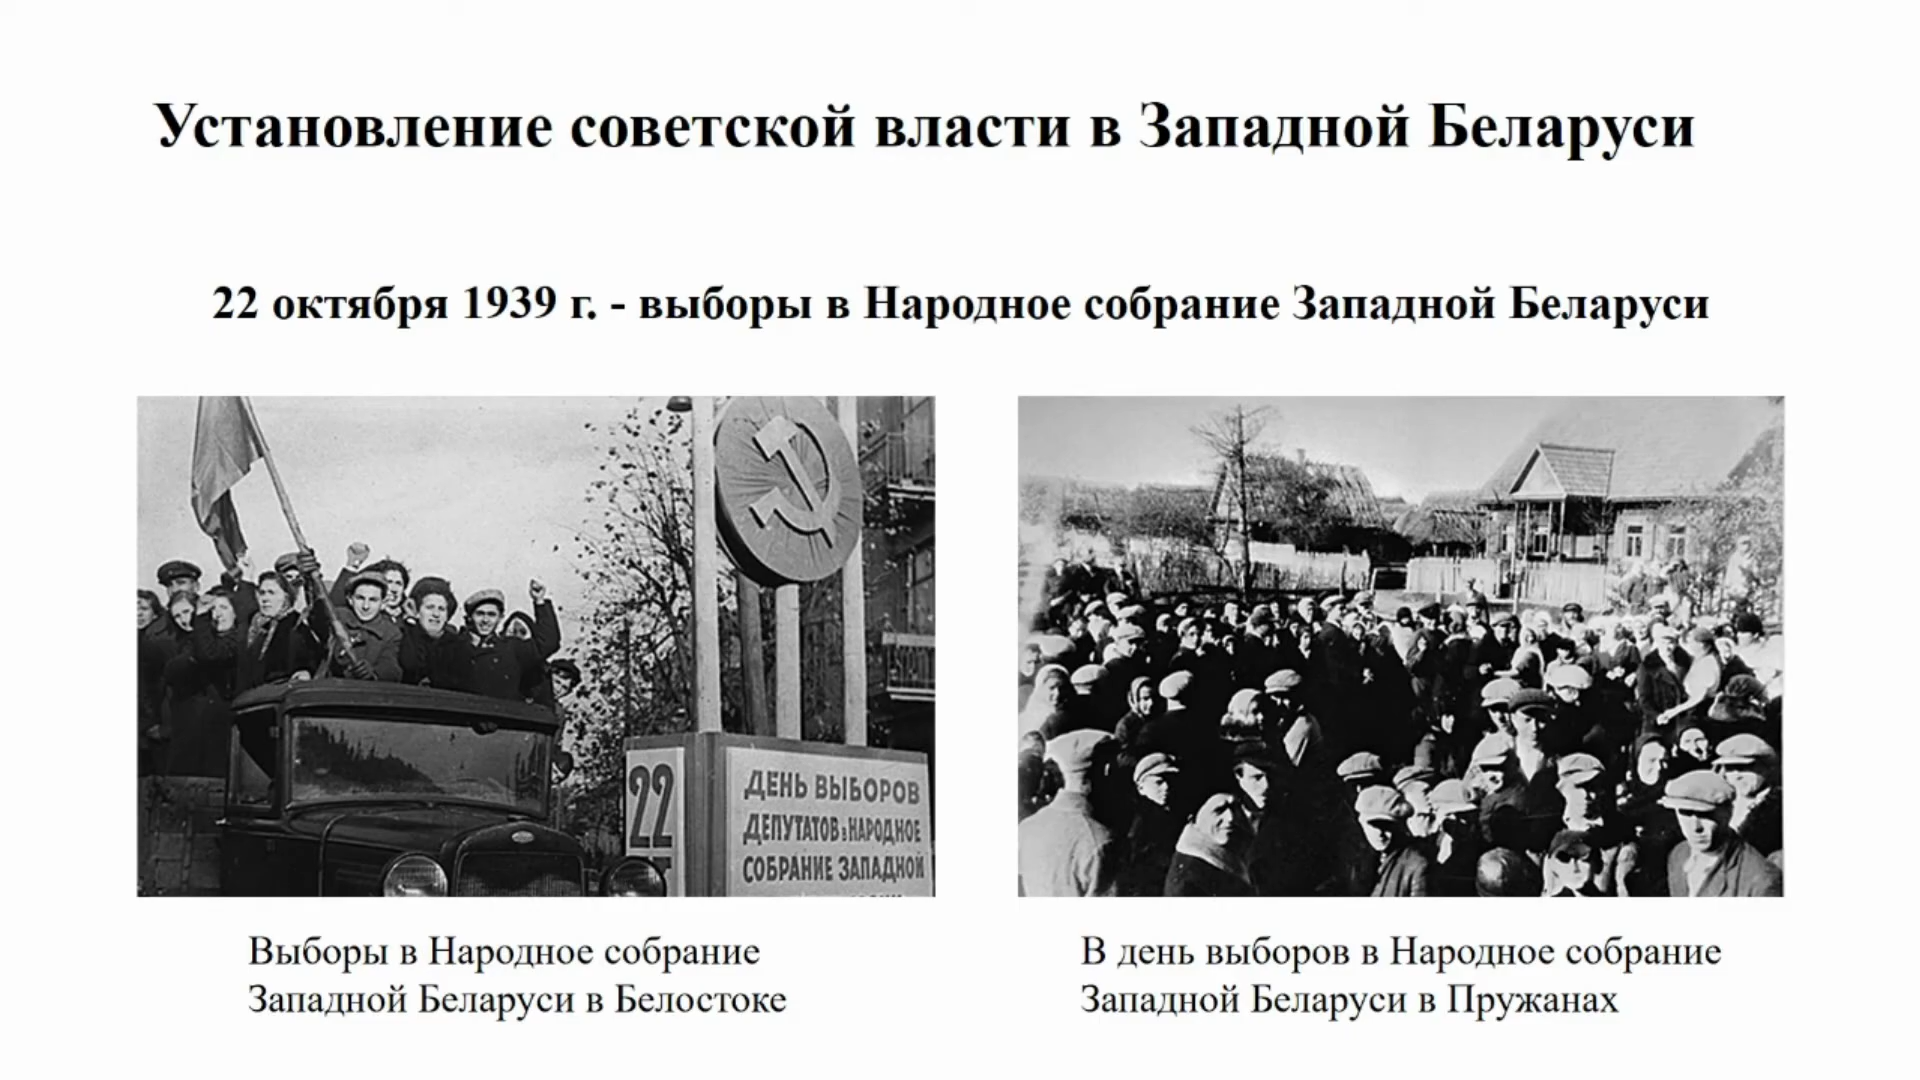 Установление советской власти в Западной Беларуси
22 октября 1939 г. - выборы в Народное собрание Западной Беларуси
22
ДЕНЬ ВЫБОРОВ
ДЕПУТАТОВ в НАРОДНОЕ
СОБРАНИЕ ЗАПАДНОЙ
Выборы в Народное собрание
Западной Беларуси в Белостоке
В день выборов в Народное собрание
Западной Беларуси в Пружанах